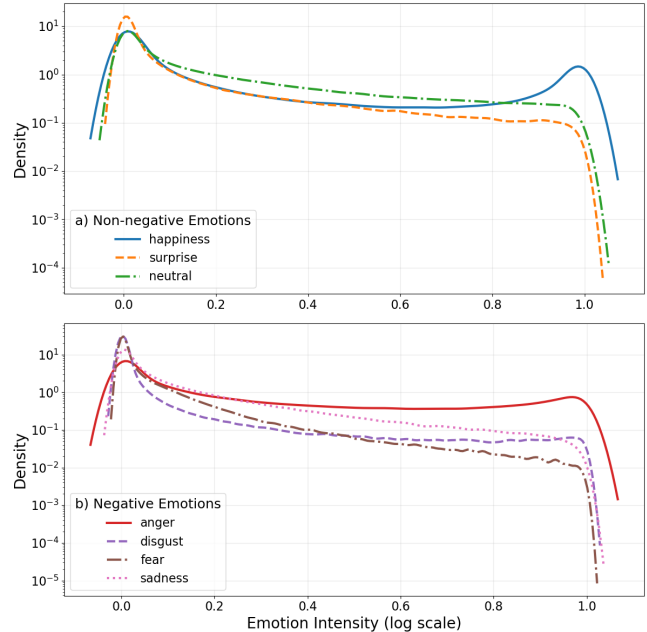 10¹
10⁰
10⁻¹
10⁻²
10⁻³
10⁻⁴
Density
a) Non-negative Emotions
happiness
surprise
neutral
0.0 0.2 0.4 0.6 0.8 1.0
10¹
10⁰
10⁻¹
10⁻²
10⁻³
10⁻⁴
10⁻⁵
Density
b) Negative Emotions
anger
disgust
fear
sadness
0.0 0.2 0.4 0.6 0.8 1.0
Emotion Intensity (log scale)